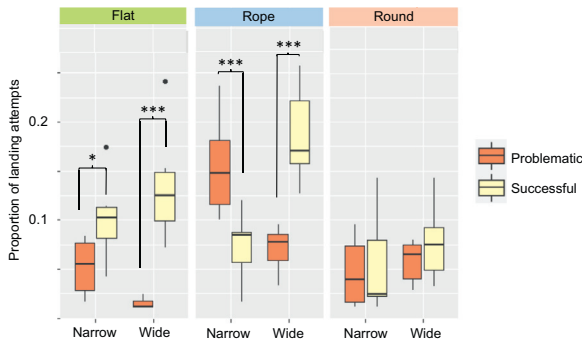 Flat Rope Round
*** ***
* ***
Proportion of landing attempts
0.2
0.1
Problematic
Successful
Narrow Wide Narrow Wide Narrow Wide